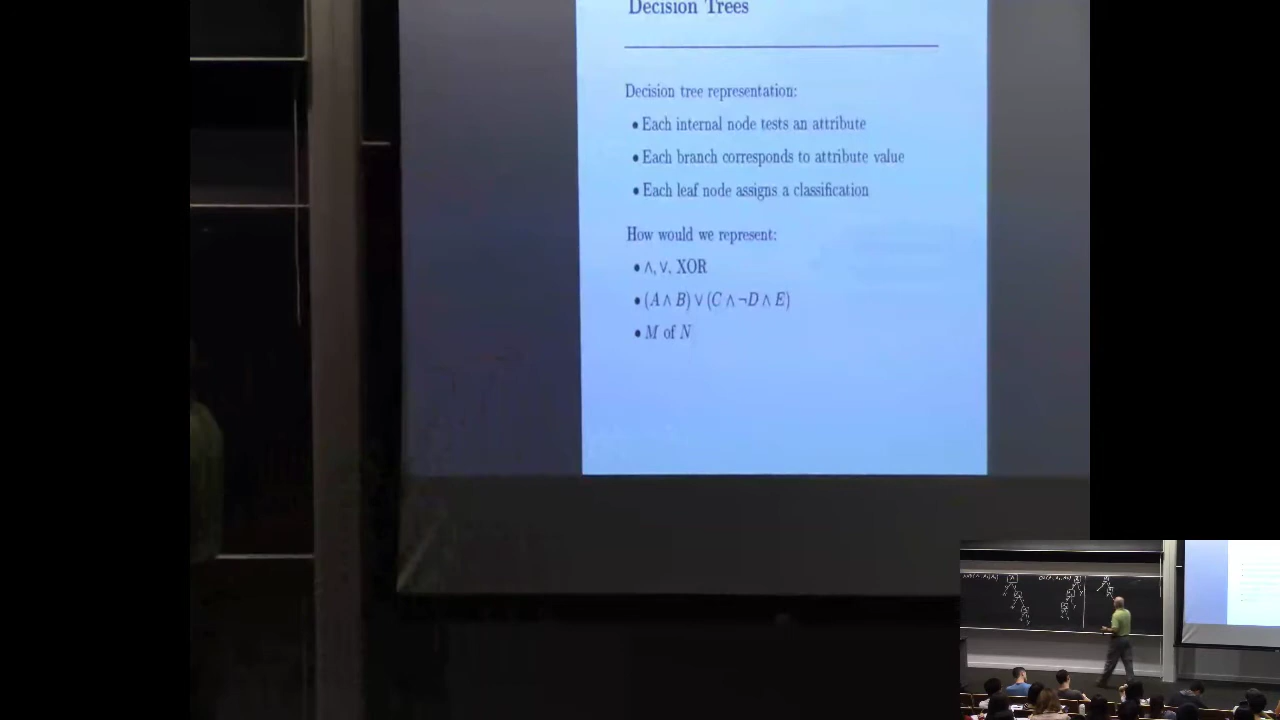 Decision Trees
Decision tree representation:
• Each internal node tests an attribute
• Each branch corresponds to attribute value
• Each leaf node assigns a classification
How would we represent:
• ∧, ∨, XOR
• (A ∧ B) ∨ (C ∧ ¬D ∧ E)
• M of N